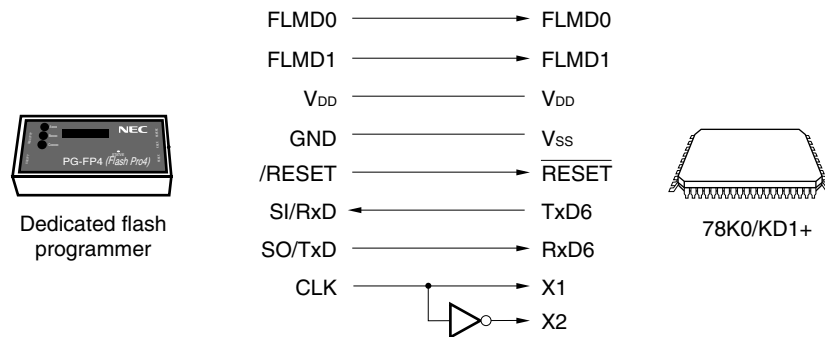 FLMD0 FLMD0
FLMD1 FLMD1
VDD VDD
GND VSS
/RESET RESET
SI/RxD TxD6
SO/TxD RxD6
CLK X1
X2
NEC
PG-FP4 (Flash Pro4)
Dedicated flash
programmer
78K0/KD1+